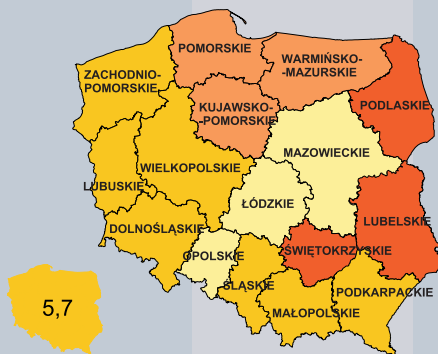 POMORSKIE
WARMIŃSKO-
-MAZURSKIE
ZACHODNIO-
POMORSKIE
PODLASKIE
KUJAWSKO-
-POMORSKIE
MAZOWIECKIE
WIELKOPOLSKIE
LUBUSKIE
ŁÓDZKIE
LUBELSKIE
DOLNOŚLĄSKIE
ŚWIĘTOKRZYSKIE
OPOLSKIE
ŚLĄSKIE
PODKARPACKIE
MAŁOPOLSKIE
5,7